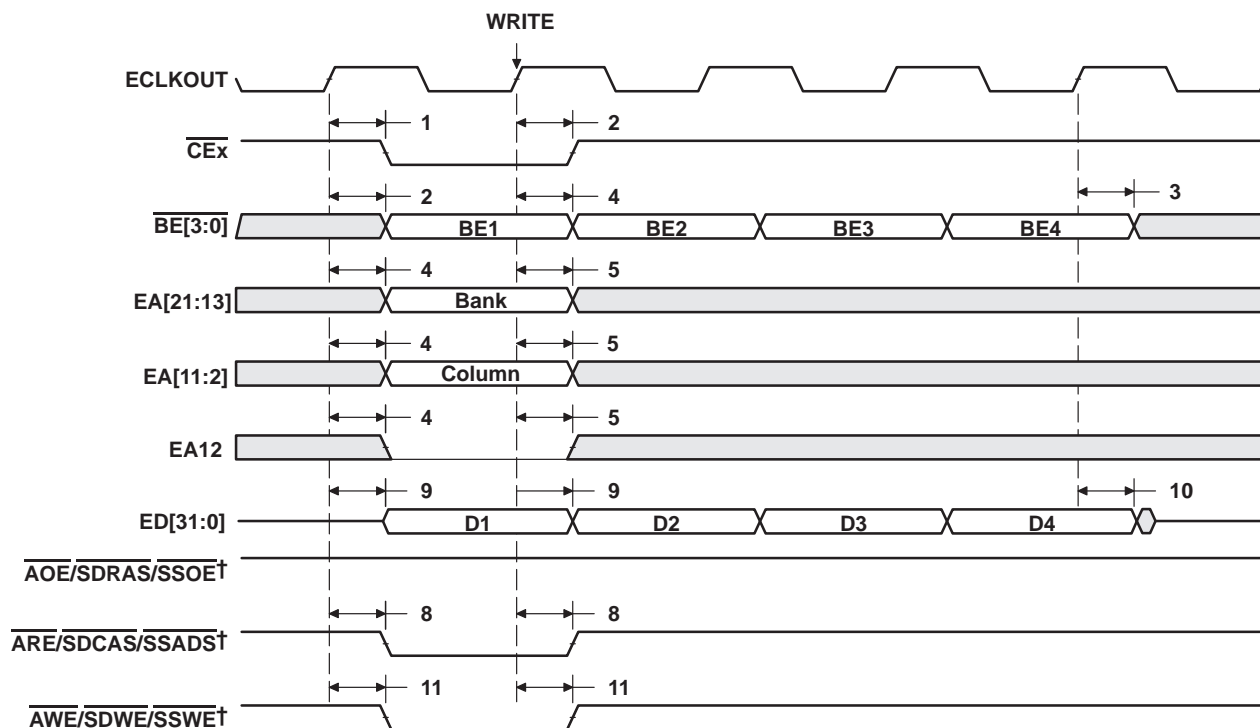 WRITE
ECLKOUT
1 2
CEx
2 4 3
BE[3:0] BE1 BE2 BE3 BE4
4 5
EA[21:13] Bank
4 5
EA[11:2] Column
4 5
EA12
9 9 10
ED[31:0] D1 D2 D3 D4
AOE/SDRAS/SSOE†
8 8
ARE/SDCAS/SSADS†
11 11
AWE/SDWE/SSWE†